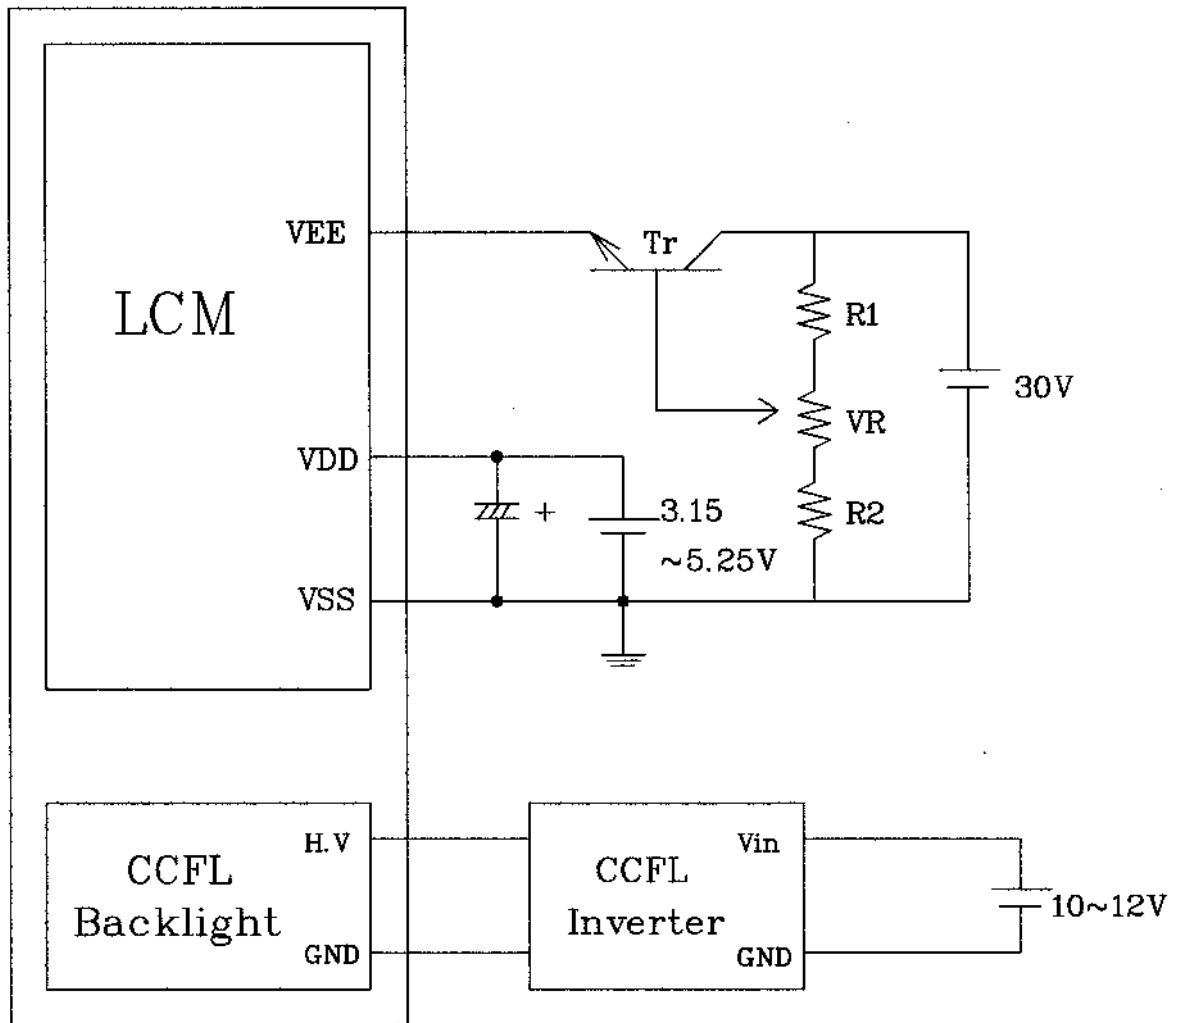 VEE
Tr
LCM
R1
30V
VR
VDD
+
3.15
R2
~5.25V
VSS
H.V
Vin
CCFL
CCFL
10~12V
Backlight
Inverter
GND
GND